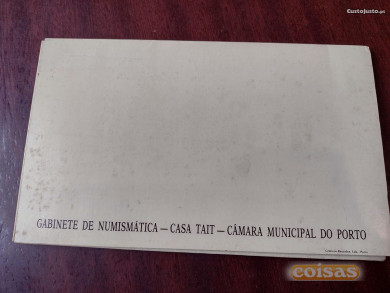 CustoJusto.pt
GABINETE DE NUMISMÁTICA — CASA TAIT — CÂMARA MUNICIPAL DO PORTO
coisas